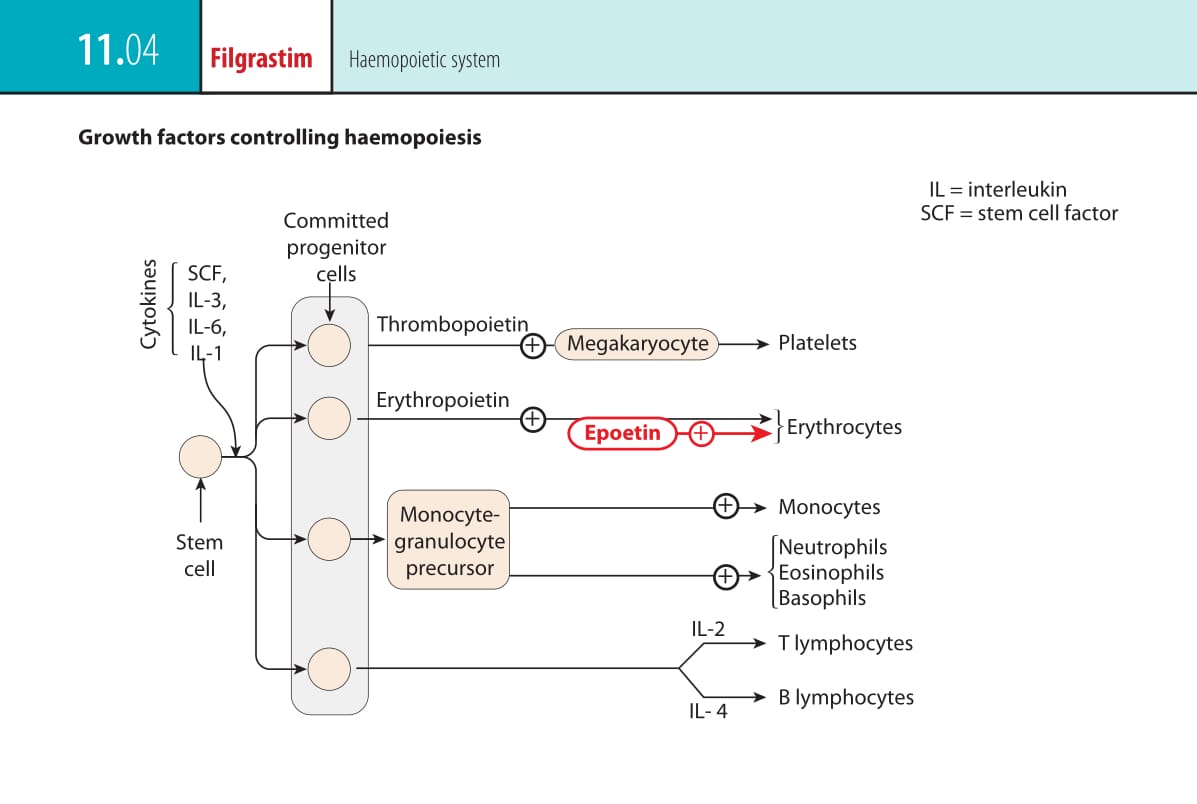 11.04
Filgrastim
Haemopoietic system
Growth factors controlling haemopoiesis
IL = interleukin
SCF = stem cell factor
Committed
progenitor
cells
Cytokines
SCF,
IL-3,
IL-6,
IL-1
Thrombopoietin
Megakaryocyte
Platelets
Erythropoietin
Epoetin
Erythrocytes
Stem
cell
Monocyte-
granulocyte
precursor
Monocytes
Neutrophils
Eosinophils
Basophils
IL-2
T lymphocytes
IL- 4
B lymphocytes